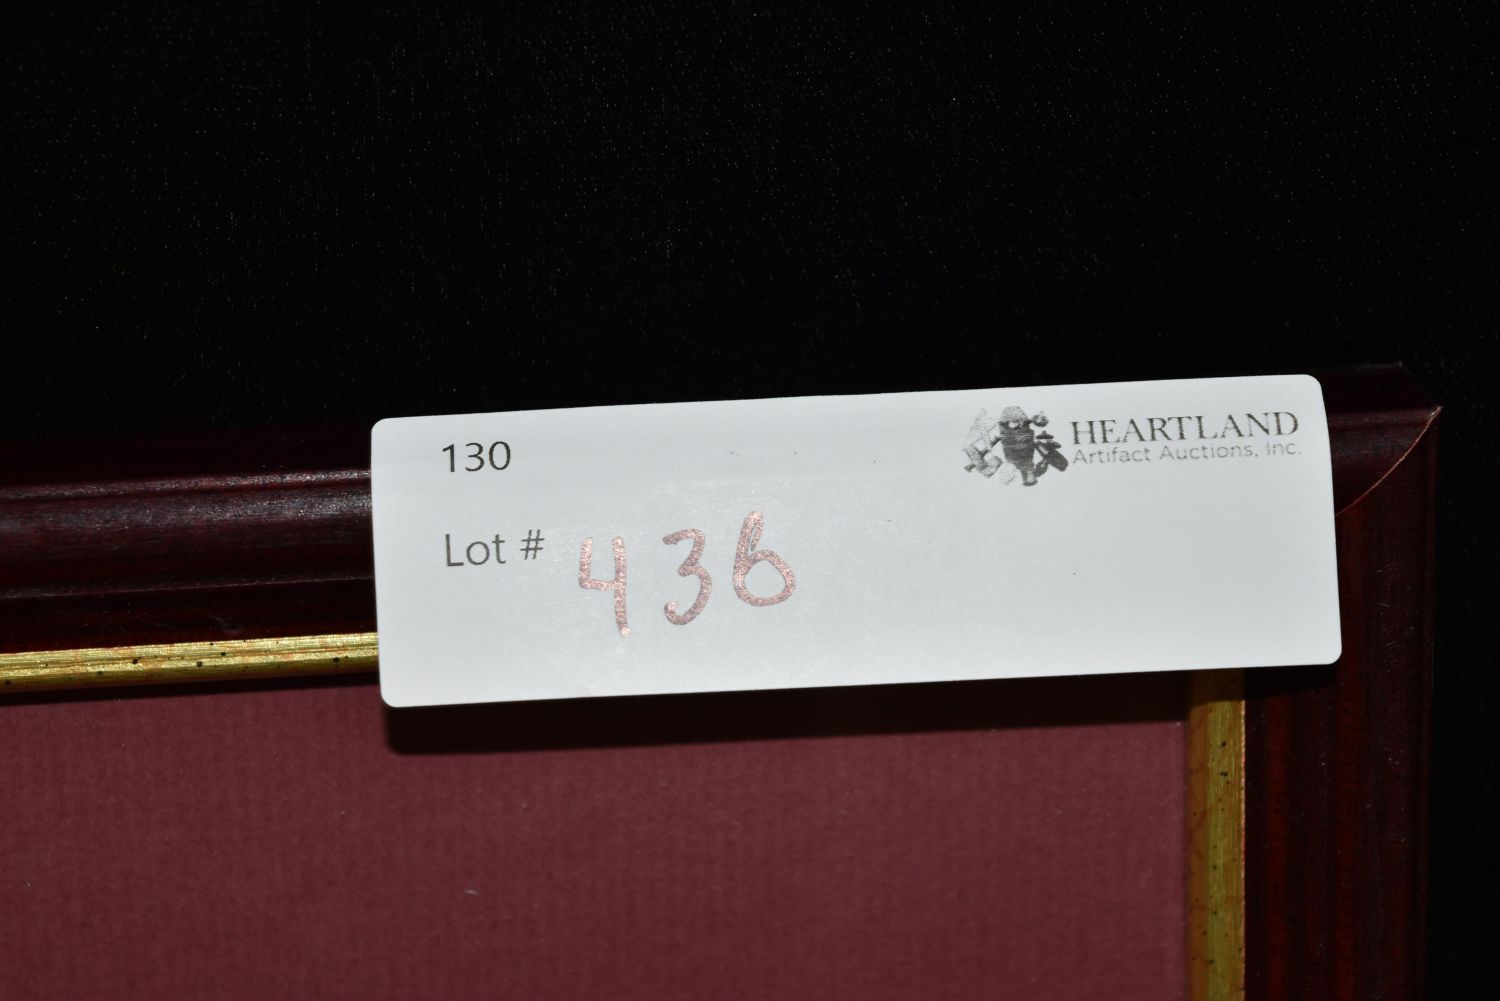 130
HEARTLAND
Artifact Auctions, Inc.
Lot # 436